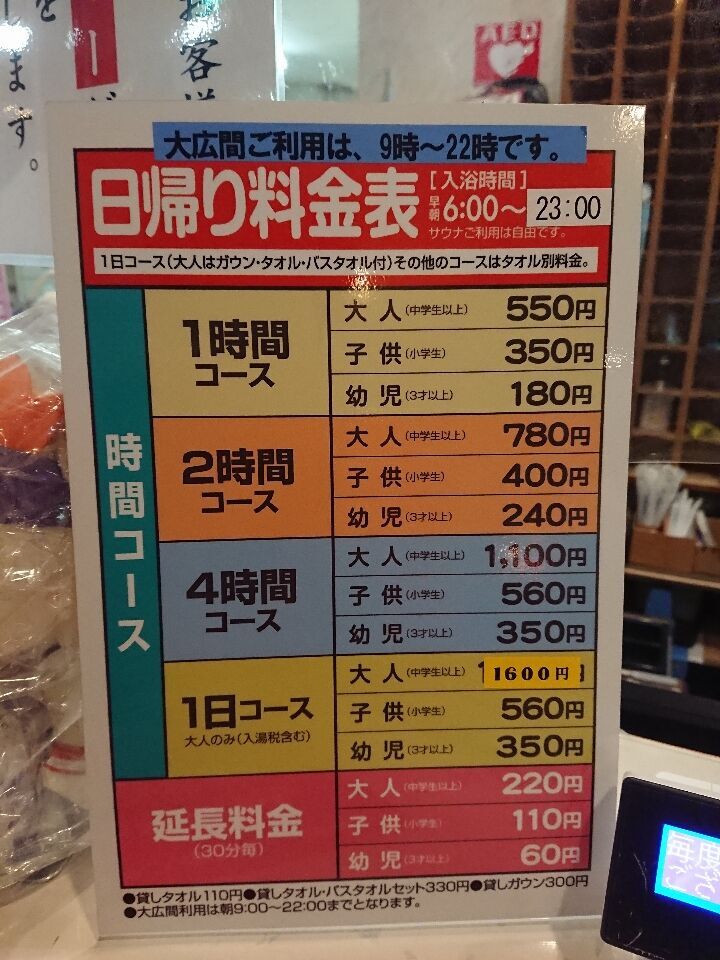 お客様
ー
を
します。
AED
大広間ご利用は、9時～22時です。
日帰り料金表
[入浴時間]
早朝6:00～23:00
サウナご利用は自由です。
1日コース(大人はガウン・タオル・バスタオル付)その他のコースはタオル別料金。
時間コース
1時間コース
大人(中学生以上) 550円
子供(小学生) 350円
幼児(3才以上) 180円
2時間コース
大人(中学生以上) 780円
子供(小学生) 400円
幼児(3才以上) 240円
4時間コース
大人(中学生以上) 1,100円
子供(小学生) 560円
幼児(3才以上) 350円
1日コース
大人のみ(入湯税含む)
大人(中学生以上) 1600円
子供(小学生) 560円
幼児(3才以上) 350円
延長料金
(30分毎)
大人(中学生以上) 220円
子供(小学生) 110円
幼児(3才以上) 60円
●貸しタオル110円●貸しタオル・バスタオルセット330円●貸しガウン300円
●大広間利用は朝9:00～22:00までとなります。
毎度
ござ